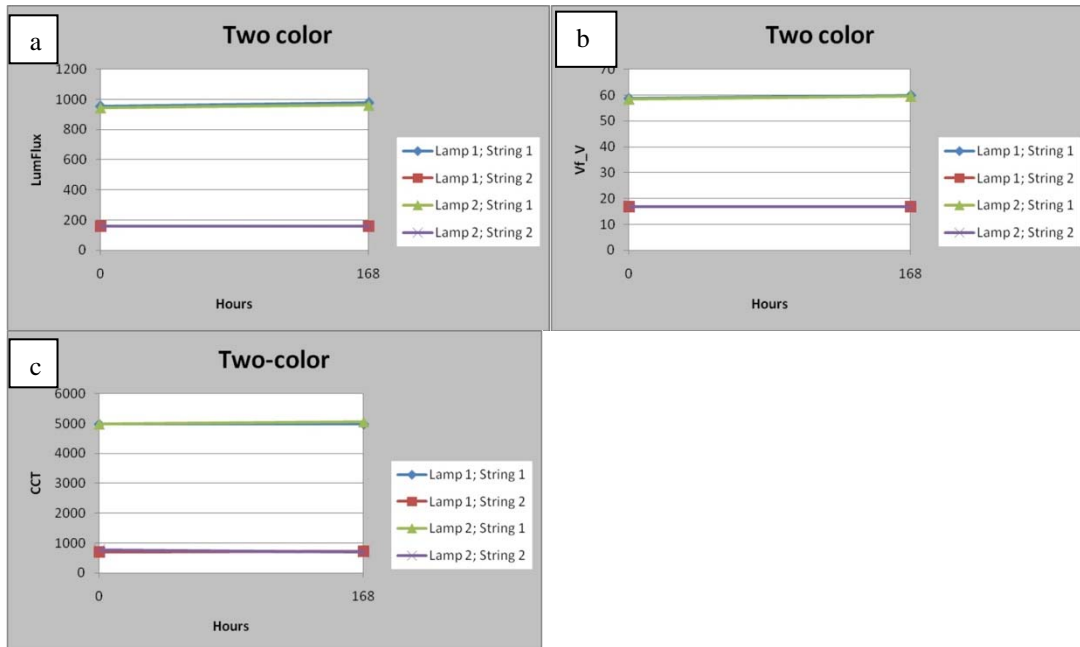 a
Two color
1200
1000
800
600
400
200
0
LumFlux
0
168
Hours
Lamp 1; String 1
Lamp 1; String 2
Lamp 2; String 1
Lamp 2; String 2
b
Two color
70
60
50
40
30
20
10
0
Vf_V
0
168
Hours
Lamp 1; String 1
Lamp 1; String 2
Lamp 2; String 1
Lamp 2; String 2
c
Two-color
6000
5000
4000
3000
2000
1000
0
CCT
0
168
Hours
Lamp 1; String 1
Lamp 1; String 2
Lamp 2; String 1
Lamp 2; String 2